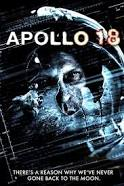 APOLLO 18
THERE'S A REASON WHY WE'VE NEVER
GONE BACK TO THE MOON.